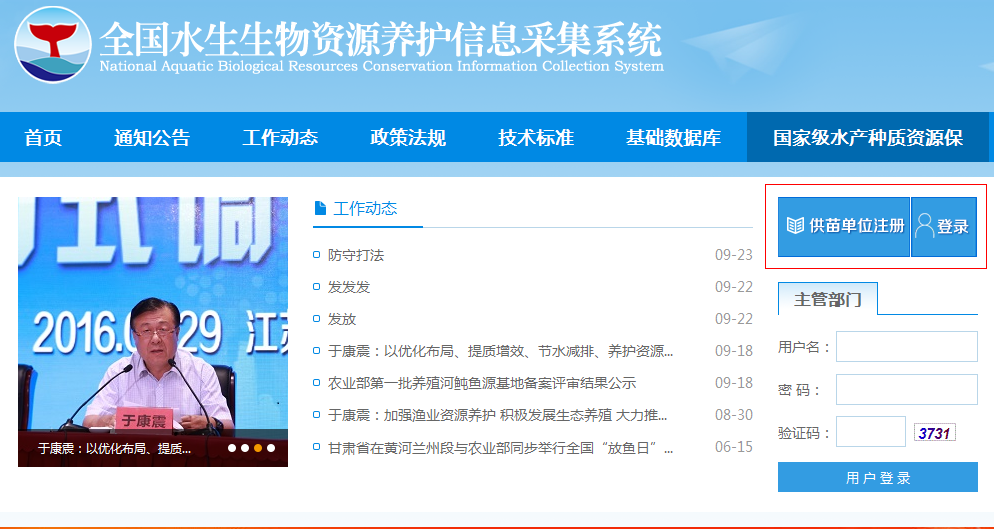 全国水生生物资源养护信息采集系统
National Aquatic Biological Resources Conservation Information Collection System
首页 通知公告 工作动态 政策法规 技术标准 基础数据库 国家级水产种质资源保
2016.0 29 江苏
于康震
于康震：以优化布局、提质...
工作动态
防守打法 09-23
发发发 09-22
发放 09-22
于康震：以优化布局、提质增效、节水减排、养护资源... 09-18
农业部第一批养殖河鲀鱼源基地备案评审结果公示 09-18
于康震：加强渔业资源养护 积极发展生态养殖 大力推... 08-30
甘肃省在黄河兰州段与农业部同步举行全国“放鱼日”... 06-15
供苗单位注册 登录
主管部门
用户名：
密 码：
验证码： 3731
用 户 登 录